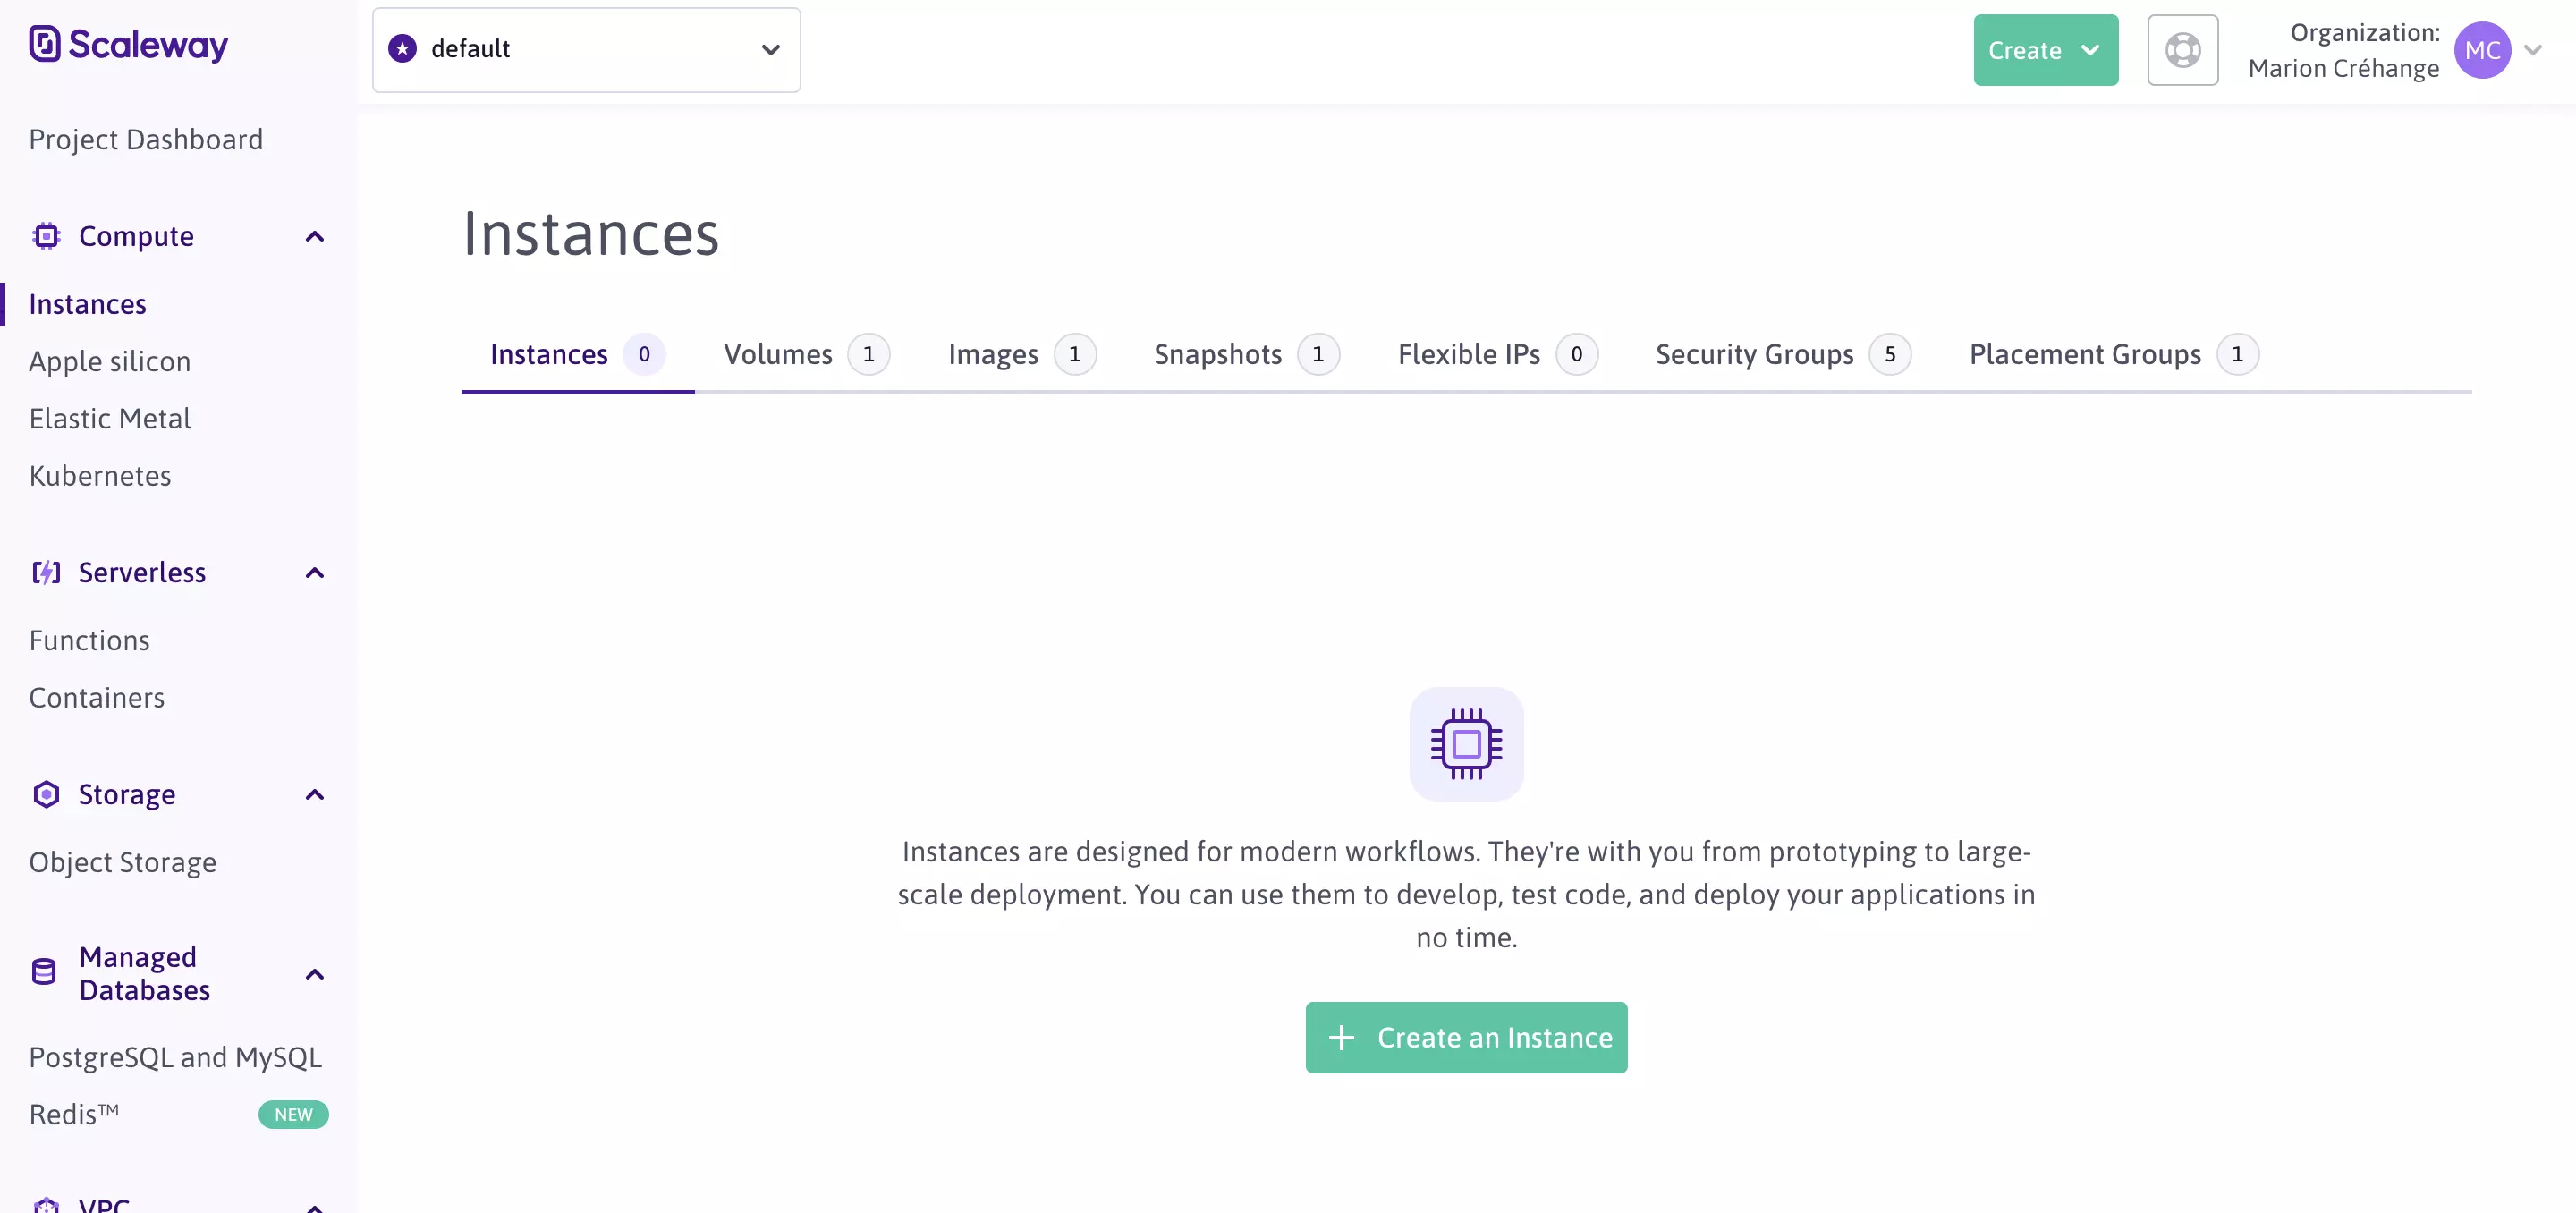 Scaleway
default
Create
Organization:
Marion Créhange
MC
Project Dashboard
Compute
Instances
Apple silicon
Elastic Metal
Kubernetes
Serverless
Functions
Containers
Storage
Object Storage
Managed
Databases
PostgreSQL and MySQL
Redis™ NEW
VPC
Instances
Instances 0 Volumes 1 Images 1 Snapshots 1 Flexible IPs 0 Security Groups 5 Placement Groups 1
Instances are designed for modern workflows. They're with you from prototyping to large-
scale deployment. You can use them to develop, test code, and deploy your applications in
no time.
+ Create an Instance